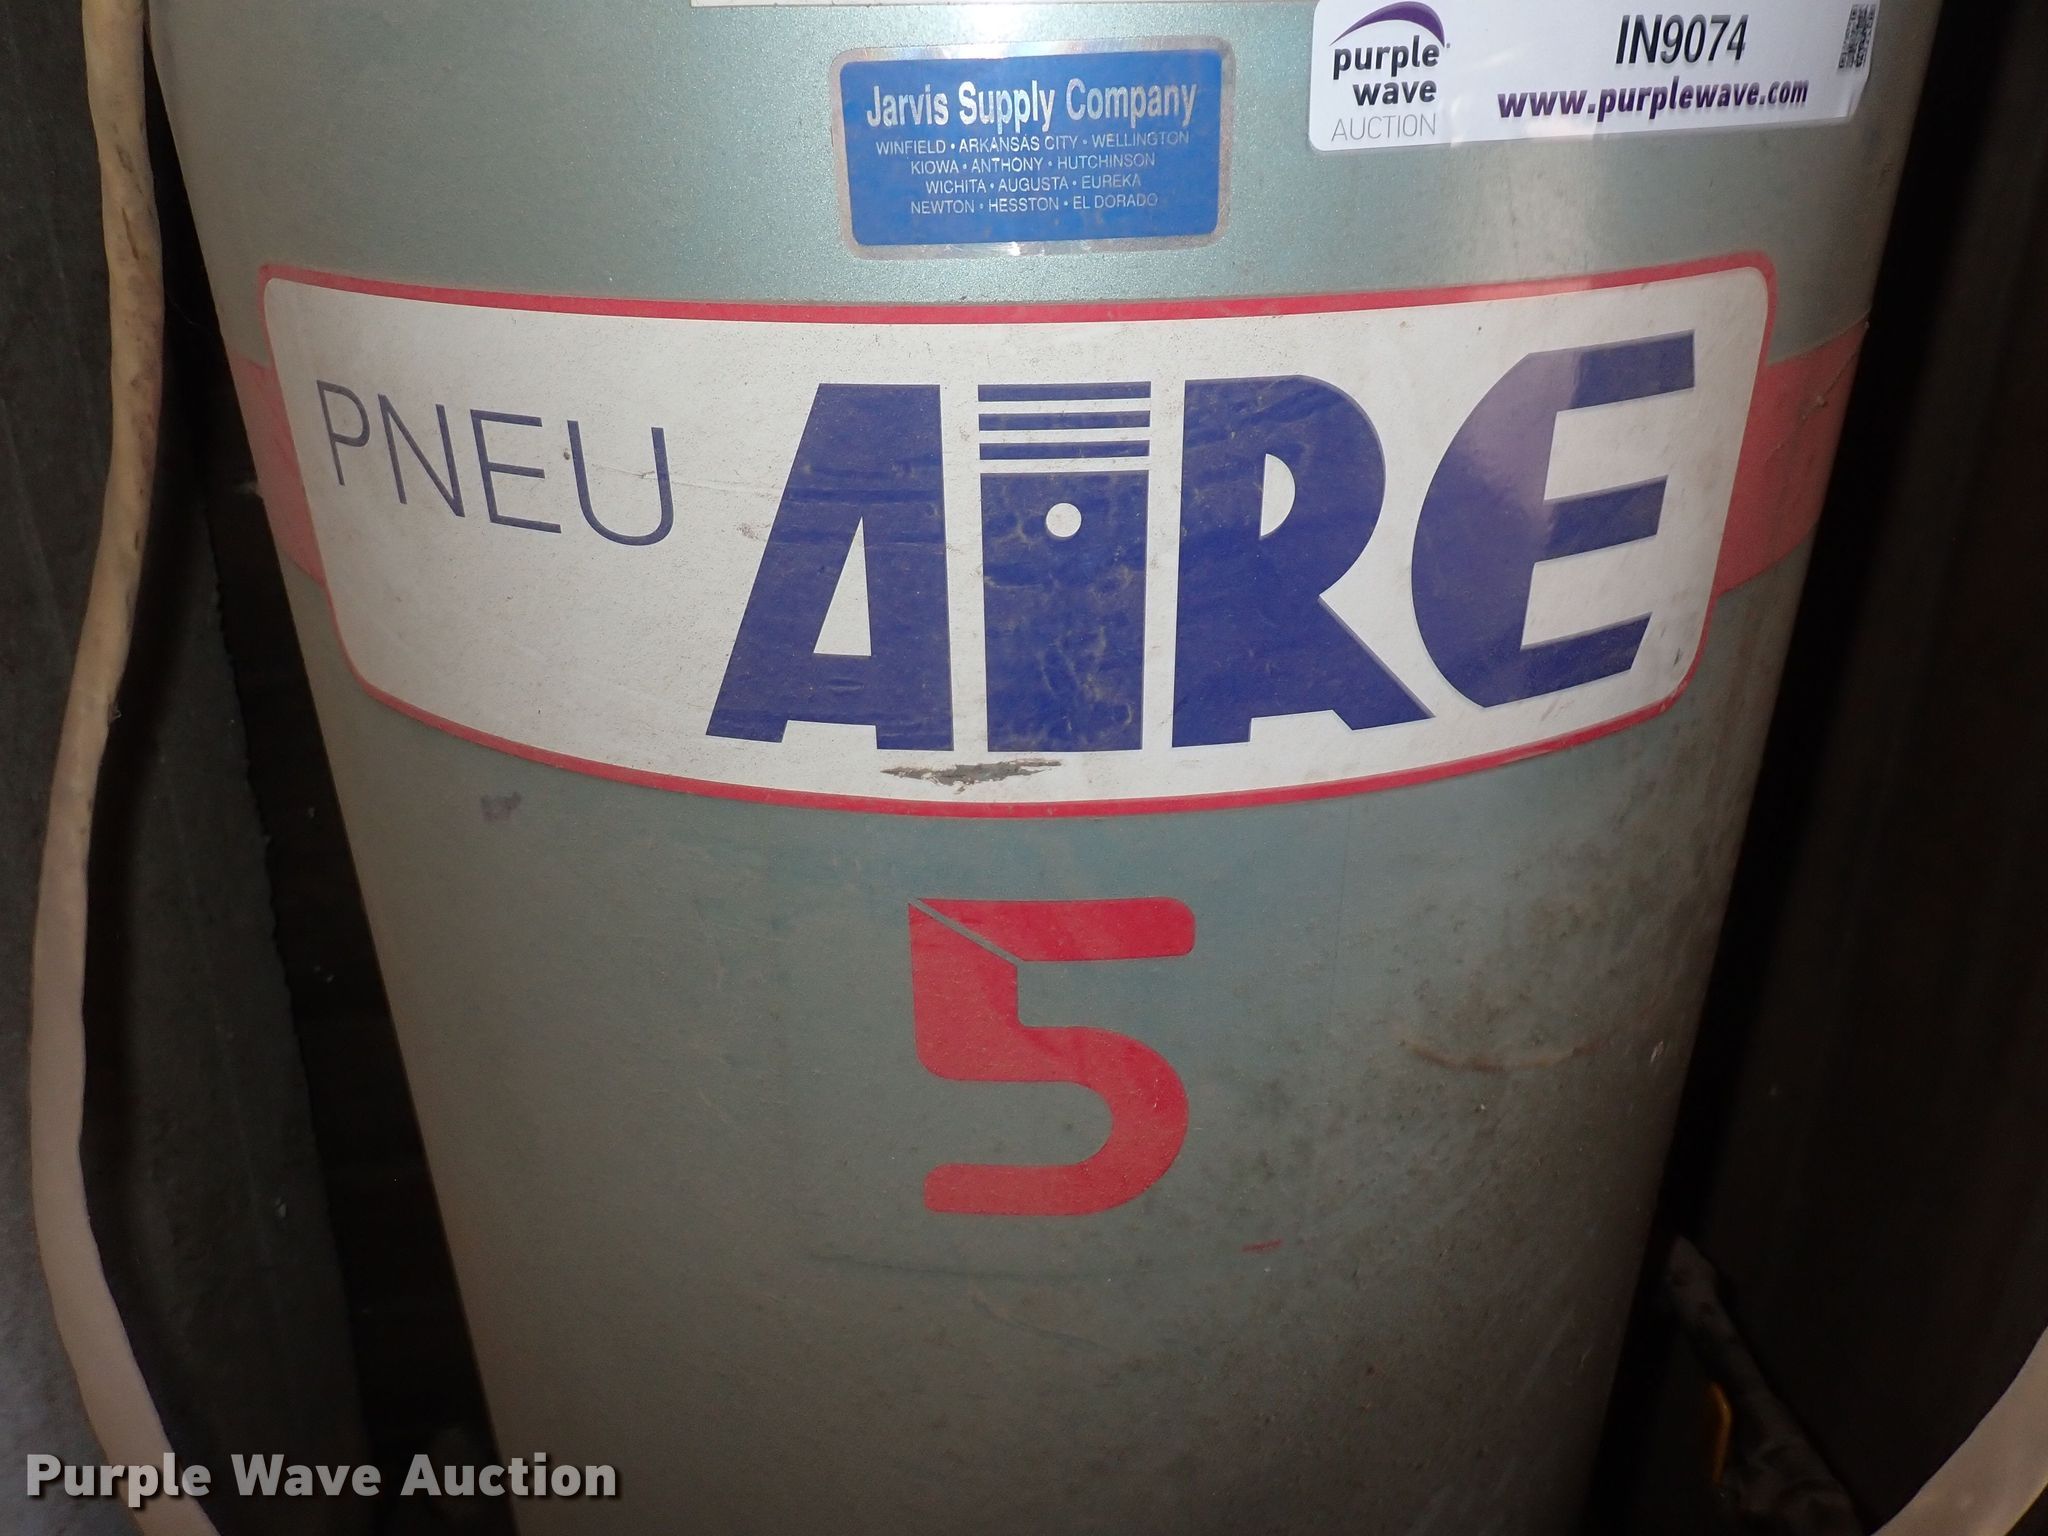 purple
wave
AUCTION
IN9074
www.purplewave.com
Jarvis Supply Company
WINFIELD • ARKANSAS CITY • WELLINGTON
KIOWA • ANTHONY • HUTCHINSON
WICHITA • AUGUSTA • EUREKA
NEWTON • HESSTON • EL DORADO
PNEU AiRE
5
Purple Wave Auction